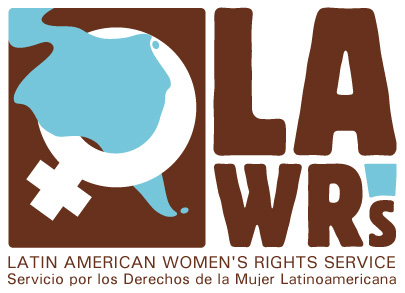 LA
WR's
LATIN AMERICAN WOMEN'S RIGHTS SERVICE
Servicio por los Derechos de la Mujer Latinoamericana